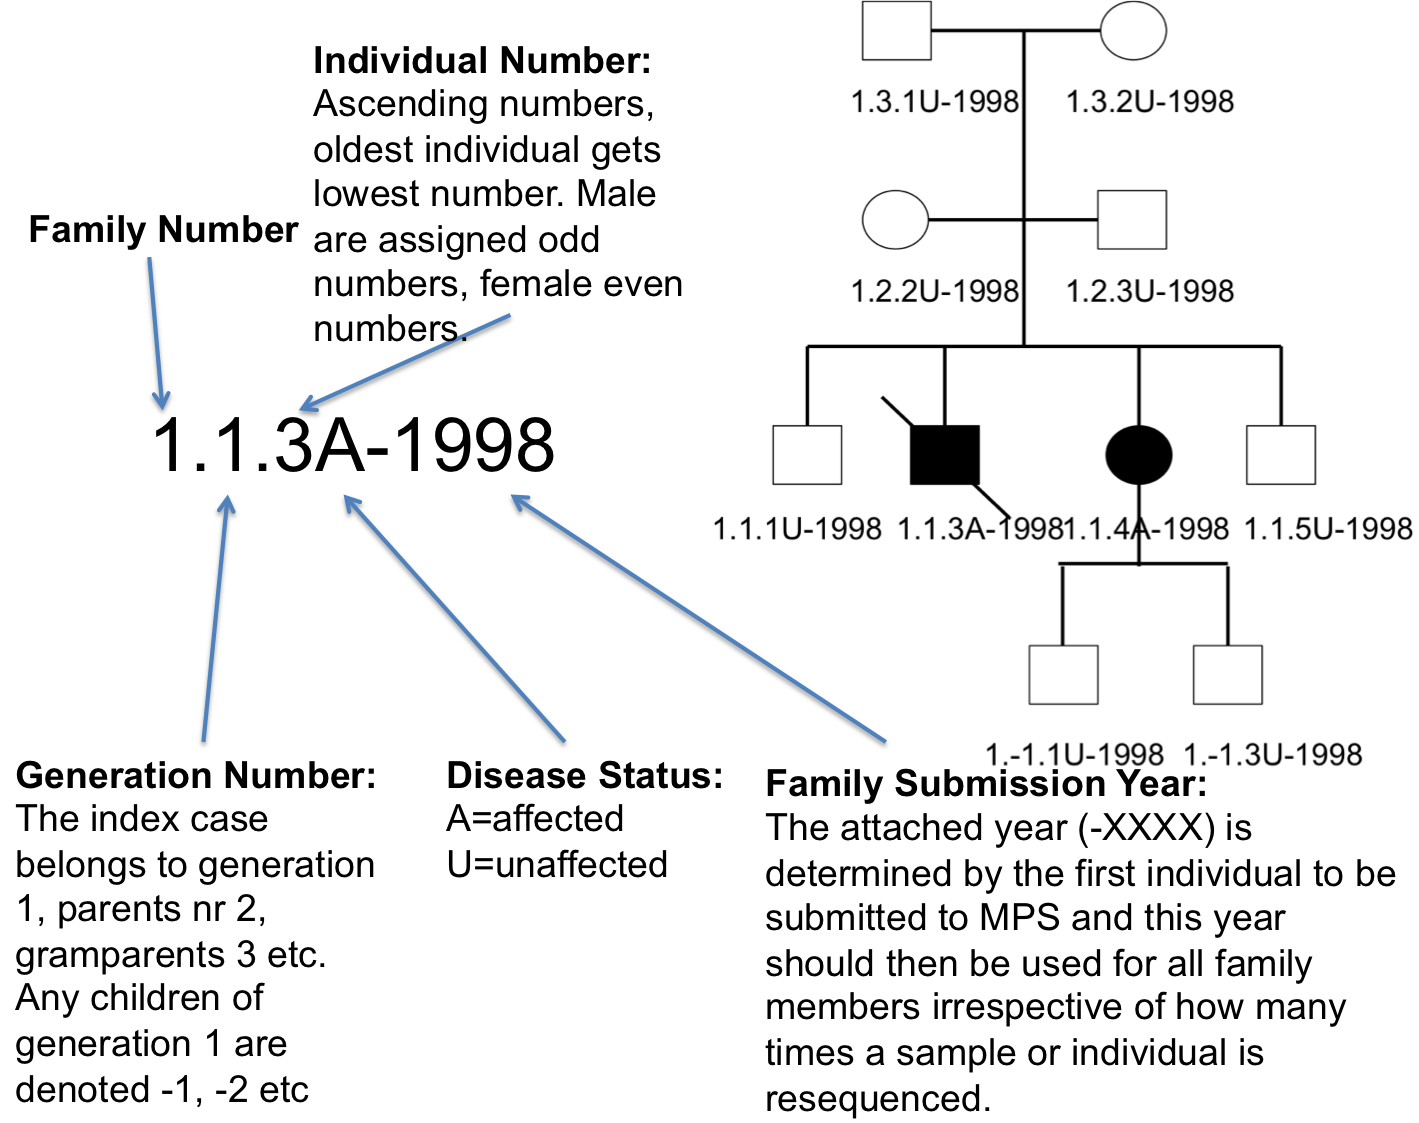 Individual Number:
Ascending numbers,
oldest individual gets
lowest number. Male
are assigned odd
numbers, female even
numbers.
Family Number
1.1.3A-1998
Generation Number:
The index case
belongs to generation
1, parents nr 2,
gramparents 3 etc.
Any children of
generation 1 are
denoted -1, -2 etc
Disease Status:
A=affected
U=unaffected
Family Submission Year:
The attached year (-XXXX) is
determined by the first individual to be
submitted to MPS and this year
should then be used for all family
members irrespective of how many
times a sample or individual is
resequenced.
1.3.1U-1998 1.3.2U-1998
1.2.2U-1998 1.2.3U-1998
1.1.1U-1998 1.1.3A-1998 1.1.4A-1998 1.1.5U-1998
1.-1.1U-1998 1.-1.3U-1998